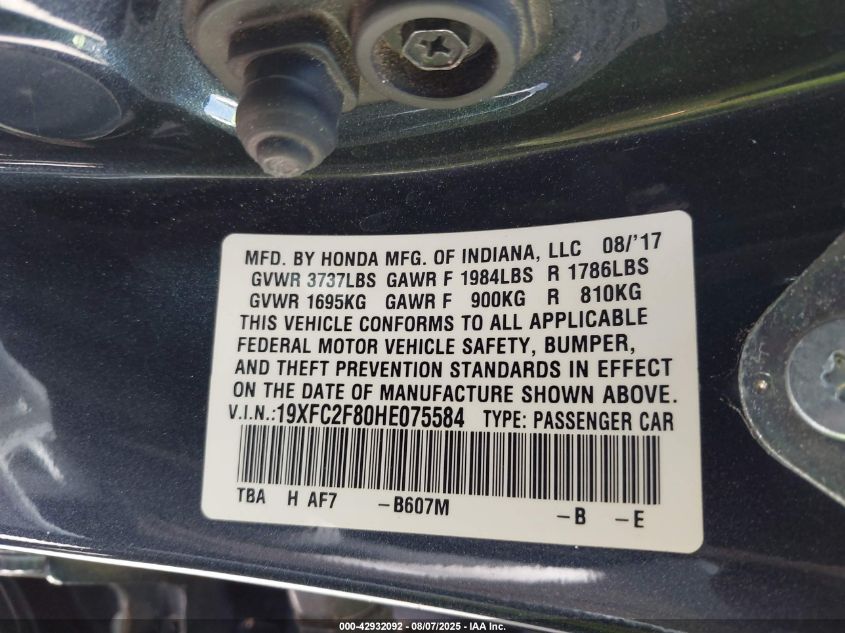 MFD. BY HONDA MFG. OF INDIANA, LLC 08/'17
GVWR 3737LBS GAWR F 1984LBS R 1786LBS
GVWR 1695KG GAWR F 900KG R 810KG
THIS VEHICLE CONFORMS TO ALL APPLICABLE
FEDERAL MOTOR VEHICLE SAFETY, BUMPER,
AND THEFT PREVENTION STANDARDS IN EFFECT
ON THE DATE OF MANUFACTURE SHOWN ABOVE.
V.I.N.:19XFC2F80HE075584 TYPE: PASSENGER CAR
TBA H AF7 –B607M –B –E
000-42932092 - 08/07/2025 - IAA Inc.